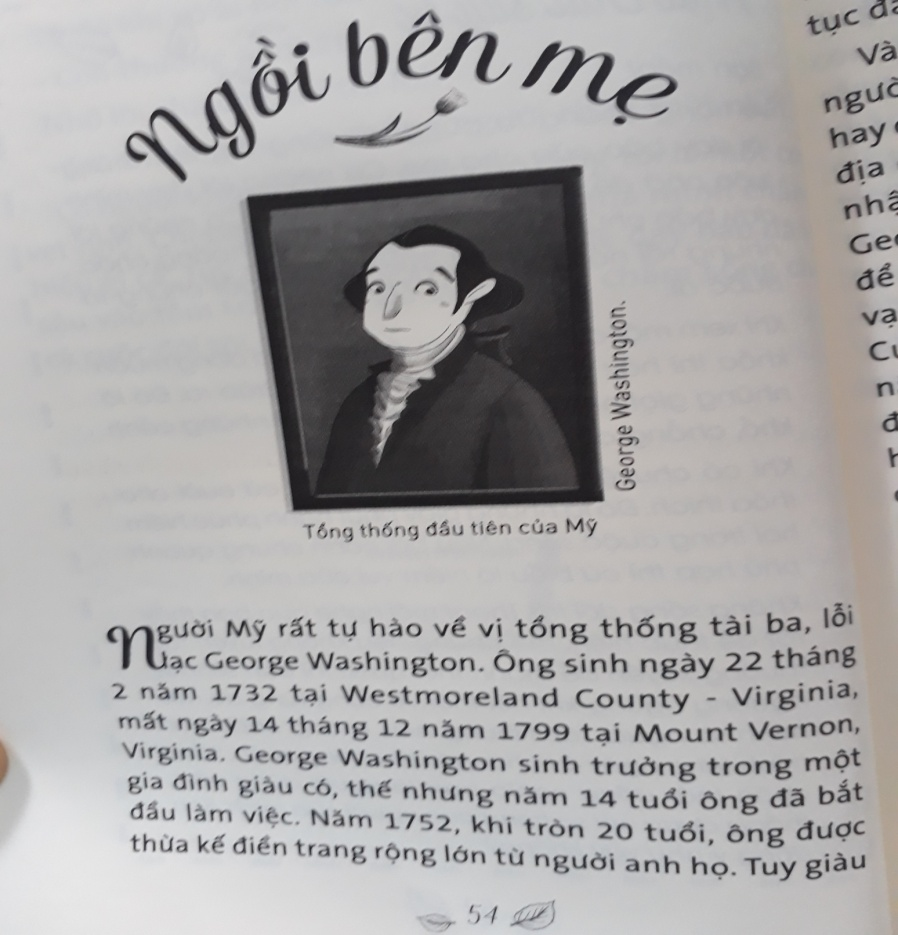 Ngồi bên mẹ
George Washington.
Tổng thống đầu tiên của Mỹ
Người Mỹ rất tự hào về vị tổng thống tài ba, lỗi
lạc George Washington. Ông sinh ngày 22 tháng
2 năm 1732 tại Westmoreland County - Virginia,
mất ngày 14 tháng 12 năm 1799 tại Mount Vernon,
Virginia. George Washington sinh trưởng trong một
gia đình giàu có, thế nhưng năm 14 tuổi ông đã bắt
đầu làm việc. Năm 1752, khi tròn 20 tuổi, ông được
thừa kế điền trang rộng lớn từ người anh họ. Tuy giàu
54
tục
Và
hay
địa
để